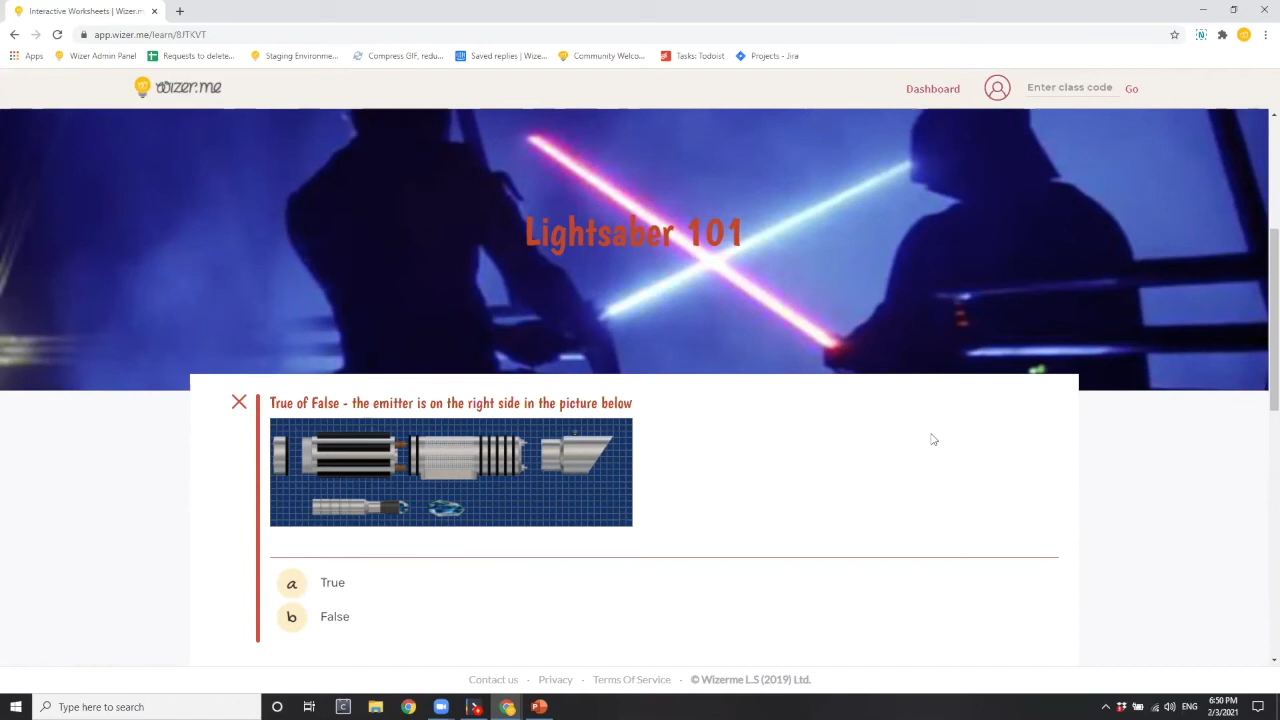 Interactive Worksheets | Wizer.m
app.wizer.me/learn/8JTKVT
Apps
Wizer Admin Panel
Requests to delete...
Staging Environme...
Compress GIF, redu...
Saved replies | Wize...
Community Welco...
Tasks: Todoist
Projects - Jira
wizer.me
Dashboard
Enter class code
Go
Lightsaber 101
True of False - the emitter is on the right side in the picture below
a True
b False
Contact us · Privacy · Terms Of Service · © Wizerme L.S (2019) Ltd.
Type here to search
ENG
6:50 PM
2/3/2021